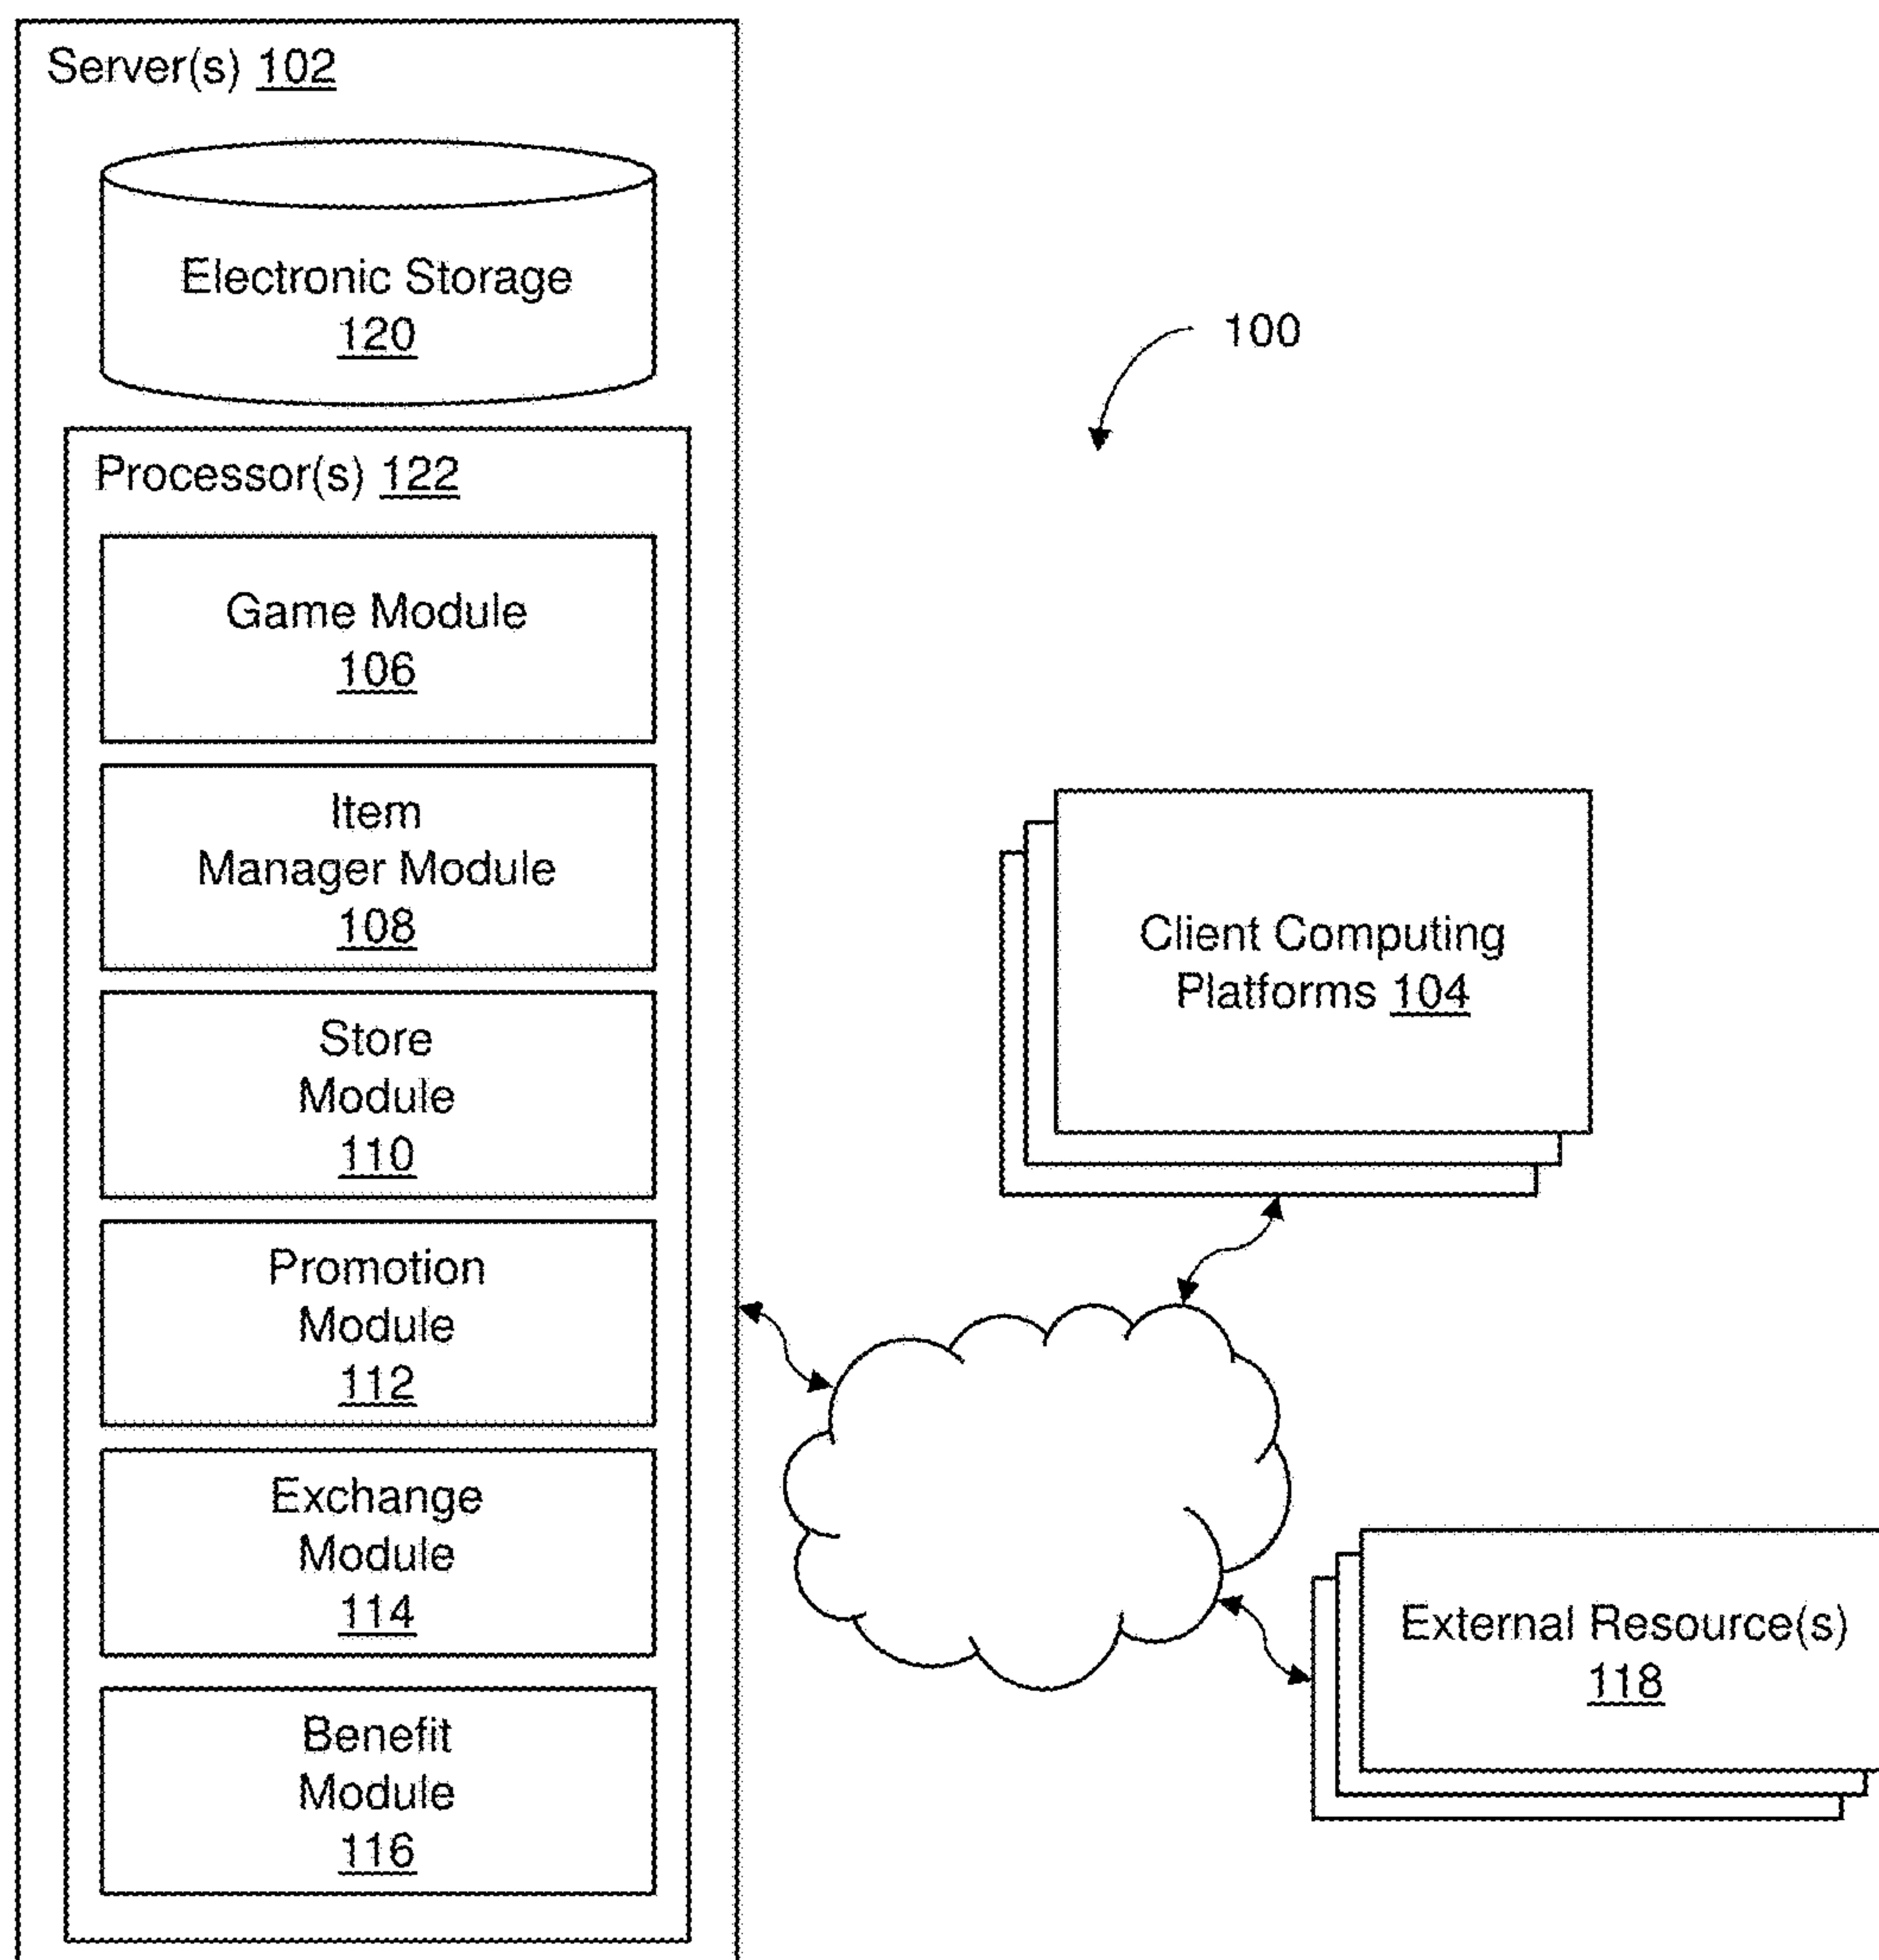 Server(s) 102
Electronic Storage
120
Processor(s) 122
Game Module
106
Item
Manager Module
108
Store
Module
110
Promotion
Module
112
Exchange
Module
114
Benefit
Module
116
100
Client Computing
Platforms 104
External Resource(s)
118